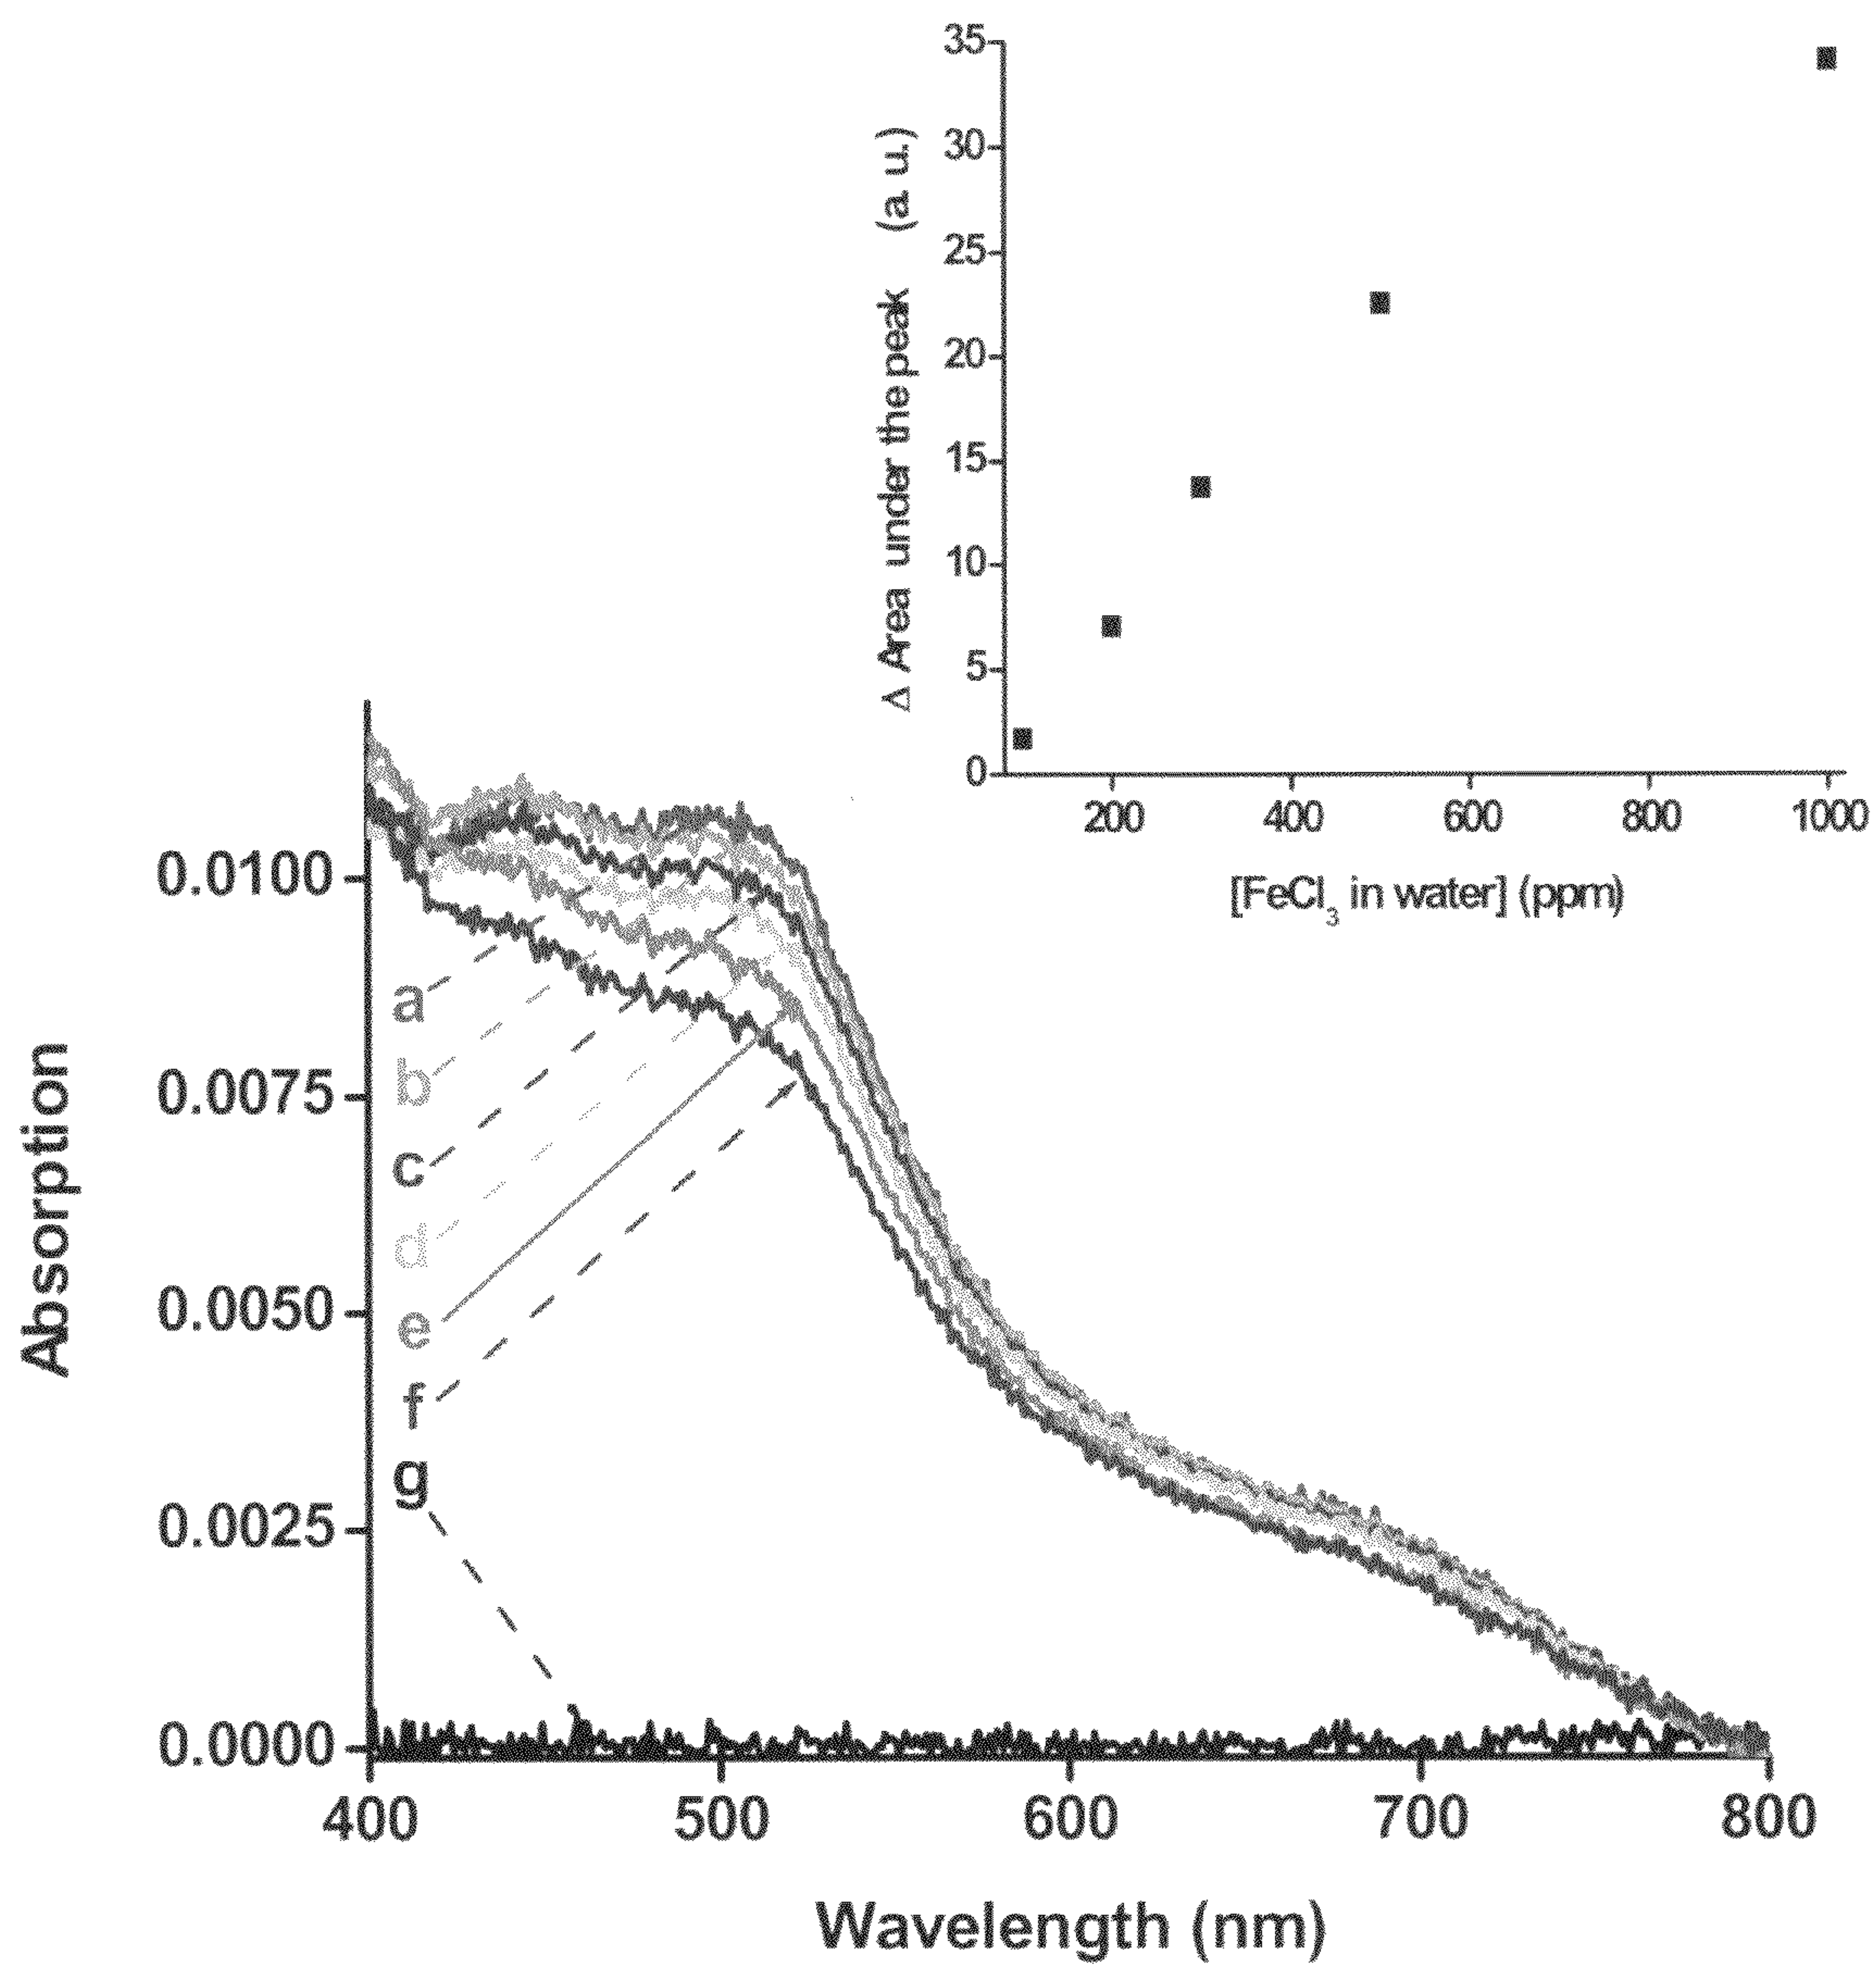 35
30
25
20
15
10
5
0
Δ Area under the peak (a. u.)
200 400 600 800 1000
[FeCl3 in water] (ppm)
0.0100
0.0075
0.0050
0.0025
0.0000
Absorption
a
b
c
d
e
f
g
400 500 600 700 800
Wavelength (nm)